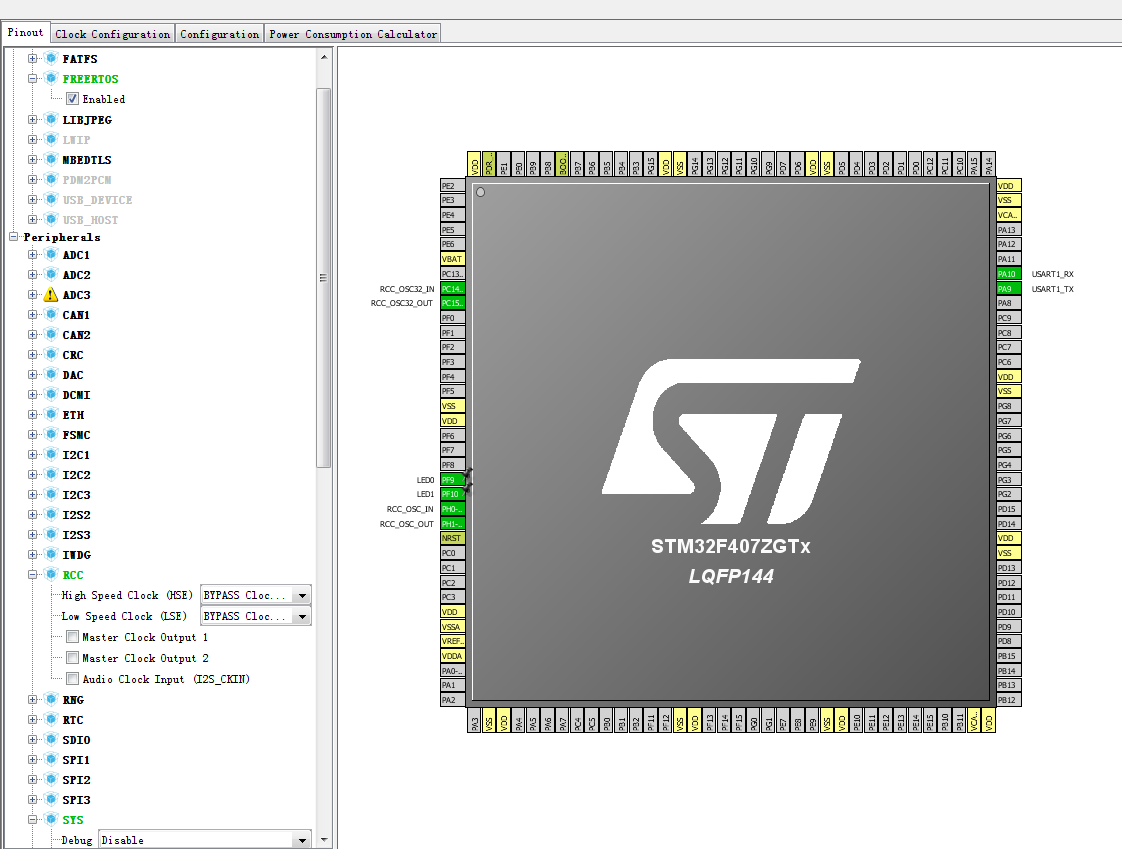 Pinout Clock Configuration Configuration Power Consumption Calculator
FATFS
FREERTOS
Enabled
LIBJPEG
LWIP
MBEDTLS
PDM2PCM
USB_DEVICE
USB_HOST
Peripherals
ADC1
ADC2
ADC3
CAN1
CAN2
CRC
DAC
DCMI
ETH
FSMC
I2C1
I2C2
I2C3
I2S2
I2S3
IWDG
RCC
High Speed Clock (HSE) BYPASS Cloc...
Low Speed Clock (LSE) BYPASS Cloc...
Master Clock Output 1
Master Clock Output 2
Audio Clock Input (I2S_CKIN)
RNG
RTC
SDIO
SPI1
SPI2
SPI3
SYS
Debug Disable
VDD PDR.. PE1 PE0 PB9 PB8 BOO.. PB7 PB6 PB5 PB4 PB3 PG15 VDD VSS PG14 PG13 PG12 PG11 PG10 PG9 PD7 PD6 VDD VSS PD5 PD4 PD3 PD2 PD1 PD0 PC12 PC11 PC10 PA15 PA14
PE2
PE3
PE4
PE5
PE6
VBAT
PC13..
RCC_OSC32_IN PC14..
RCC_OSC32_OUT PC15..
PF0
PF1
PF2
PF3
PF4
PF5
VSS
VDD
PF6
PF7
PF8
LED0 PF9
LED1 PF10
RCC_OSC_IN PH0-..
RCC_OSC_OUT PH1-..
NRST
PC0
PC1
PC2
PC3
VDD
VSSA
VREF..
VDDA
PA0-..
PA1
PA2
ST
STM32F407ZGTx
LQFP144
VDD
VSS
VCA..
PA13
PA12
PA11
PA10 USART1_RX
PA9 USART1_TX
PA8
PC9
PC8
PC7
PC6
VDD
VSS
PG8
PG7
PG6
PG5
PG4
PG3
PG2
PD15
PD14
VDD
VSS
PD13
PD12
PD11
PD10
PD9
PD8
PB15
PB14
PB13
PB12
PA3 VSS VDD PA4 PA5 PA6 PA7 PC4 PC5 PB0 PB1 PB2 PF11 PF12 VSS VDD PF13 PF14 PF15 PG0 PG1 PE7 PE8 PE9 VSS VDD PE10 PE11 PE12 PE13 PE14 PE15 PB10 PB11 VCA.. VDD